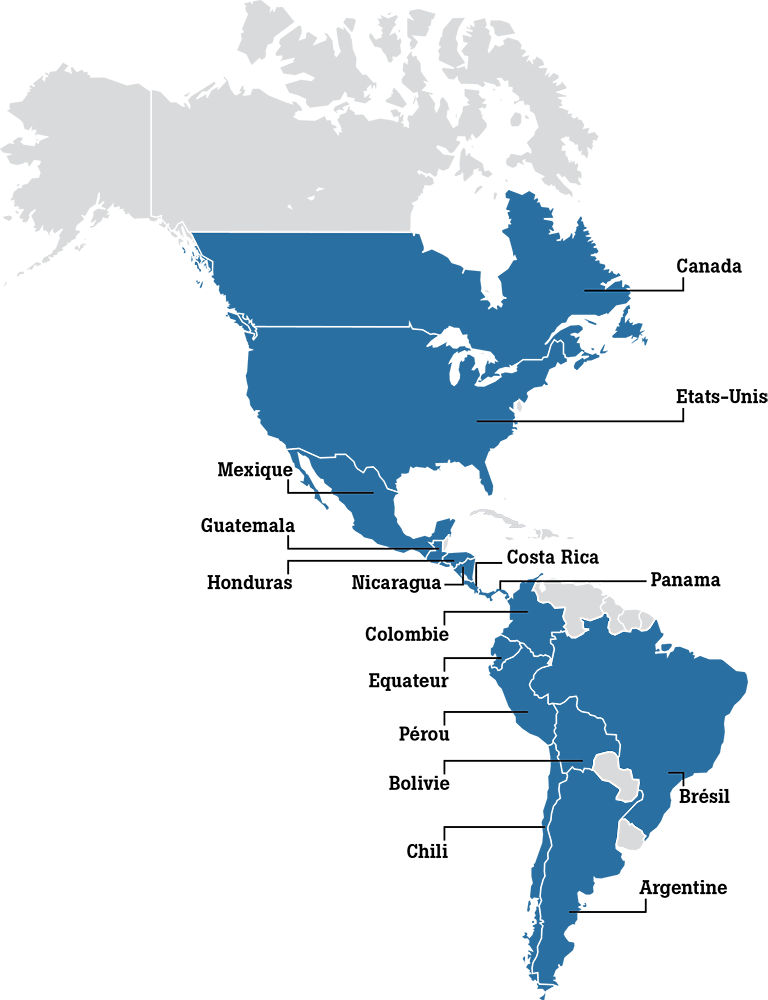 Canada
Etats-Unis
Mexique
Guatemala
Costa Rica
Honduras
Nicaragua
Panama
Colombie
Equateur
Pérou
Bolivie
Brésil
Chili
Argentine